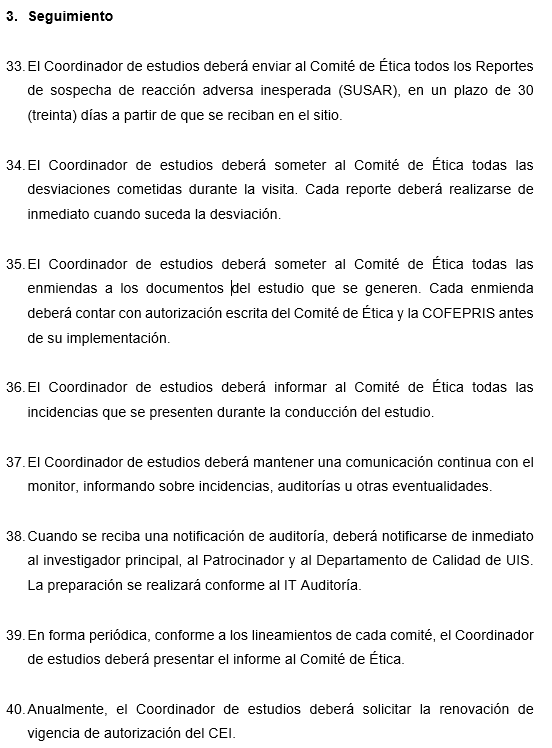 3. Seguimiento
33. El Coordinador de estudios deberá enviar al Comité de Ética todos los Reportes
de sospecha de reacción adversa inesperada (SUSAR), en un plazo de 30
(treinta) días a partir de que se reciban en el sitio.
34. El Coordinador de estudios deberá someter al Comité de Ética todas las
desviaciones cometidas durante la visita. Cada reporte deberá realizarse de
inmediato cuando suceda la desviación.
35. El Coordinador de estudios deberá someter al Comité de Ética todas las
enmiendas a los documentos del estudio que se generen. Cada enmienda
deberá contar con autorización escrita del Comité de Ética y la COFEPRIS antes
de su implementación.
36. El Coordinador de estudios deberá informar al Comité de Ética todas las
incidencias que se presenten durante la conducción del estudio.
37. El Coordinador de estudios deberá mantener una comunicación continua con el
monitor, informando sobre incidencias, auditorías u otras eventualidades.
38. Cuando se reciba una notificación de auditoría, deberá notificarse de inmediato
al investigador principal, al Patrocinador y al Departamento de Calidad de UIS.
La preparación se realizará conforme al IT Auditoría.
39. En forma periódica, conforme a los lineamientos de cada comité, el Coordinador
de estudios deberá presentar el informe al Comité de Ética.
40. Anualmente, el Coordinador de estudios deberá solicitar la renovación de
vigencia de autorización del CEI.